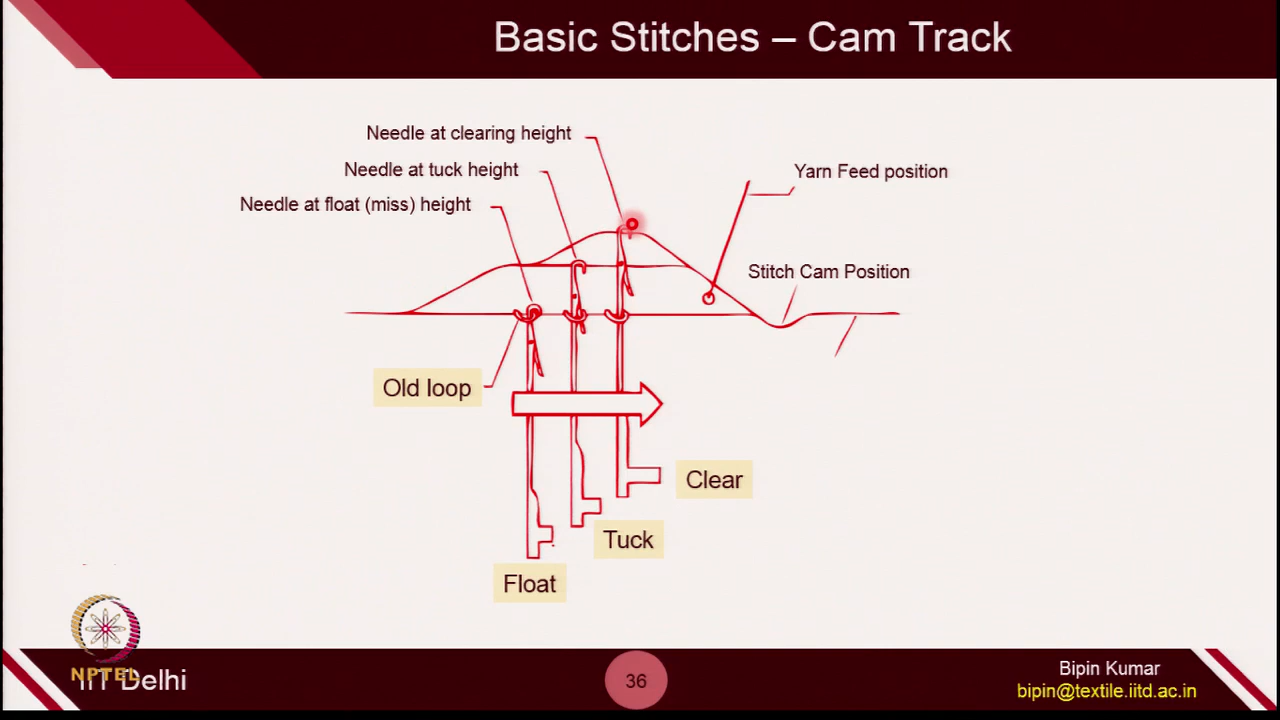 Basic Stitches – Cam Track
Needle at clearing height
Needle at tuck height
Yarn Feed position
Needle at float (miss) height
Stitch Cam Position
Old loop
Clear
Tuck
Float
NPTEL
IIT Delhi
36
Bipin Kumar
bipin@textile.iitd.ac.in